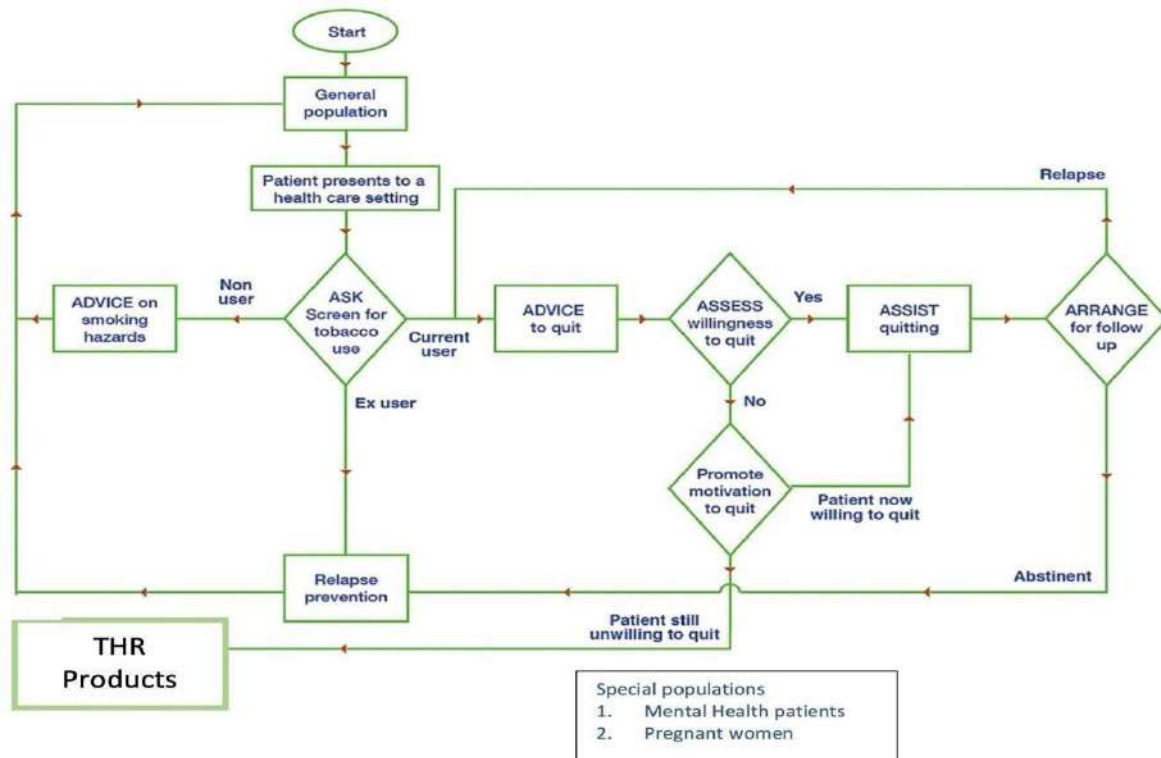 Start
General
population
Patient presents to a
health care setting
Relapse
Non
user
ADVICE on
smoking
hazards
ASK
Screen for
tobacco
use
Current
user
ADVICE
to quit
ASSESS
willingness
to quit
Yes
ASSIST
quitting
ARRANGE
for follow
up
Ex user
No
Promote
motivation
to quit
Patient now
willing to quit
Relapse
prevention
Abstinent
Patient still
unwilling to quit
THR
Products
Special populations
1. Mental Health patients
2. Pregnant women